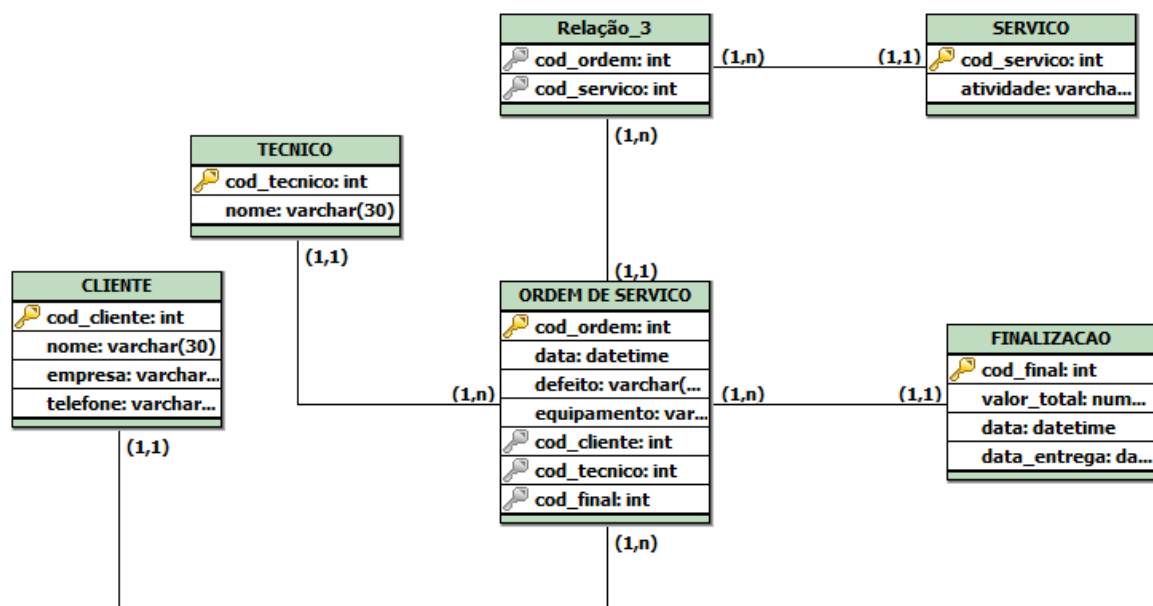 Relação_3
cod_ordem: int
cod_servico: int
(1,n)
(1,1)
SERVICO
cod_servico: int
atividade: varcha...
(1,n)
TECNICO
cod_tecnico: int
nome: varchar(30)
(1,1)
(1,1)
CLIENTE
cod_cliente: int
nome: varchar(30)
empresa: varchar...
telefone: varchar...
(1,1)
ORDEM DE SERVICO
cod_ordem: int
data: datetime
defeito: varchar(...
equipamento: var...
cod_cliente: int
cod_tecnico: int
cod_final: int
(1,n)
(1,n)
(1,1)
(1,n)
FINALIZACAO
cod_final: int
valor_total: num...
data: datetime
data_entrega: da...